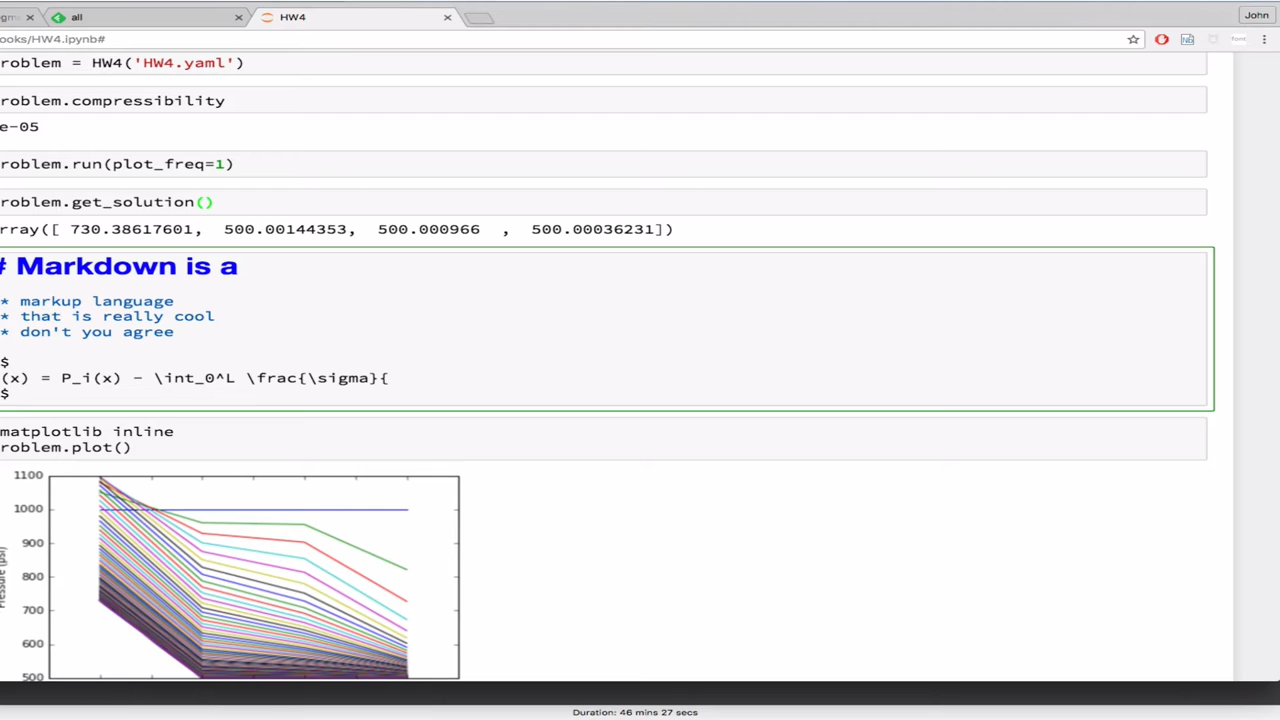 all
HW4
John
ooks/HW4.ipynb#
roblem = HW4('HW4.yaml')
roblem.compressibility
e-05
roblem.run(plot_freq=1)
roblem.get_solution()
rray([ 730.38617601,  500.00144353,  500.000966  ,  500.00036231])
# Markdown is a
* markup language
* that is really cool
* don't you agree
$
(x) = P_i(x) - \int_0^L \frac{\sigma}{
$
matplotlib inline
roblem.plot()
1100
1000
900
800
700
600
500
Pressure (psi)
Duration: 46 mins 27 secs